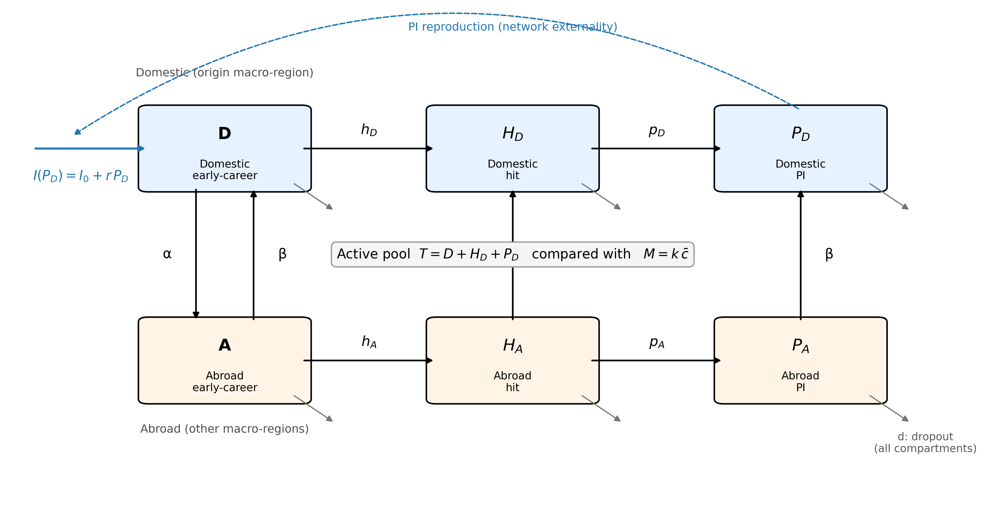 PI reproduction (network externality)
Domestic (origin macro-region)
D
Domestic
early-career
h_D
H_D
Domestic
hit
p_D
P_D
Domestic
PI
I(P_D) = I_0 + r P_D
α
β
Active pool T = D + H_D + P_D compared with M = k c̄
β
A
Abroad
early-career
h_A
H_A
Abroad
hit
p_A
P_A
Abroad
PI
Abroad (other macro-regions)
d: dropout
(all compartments)